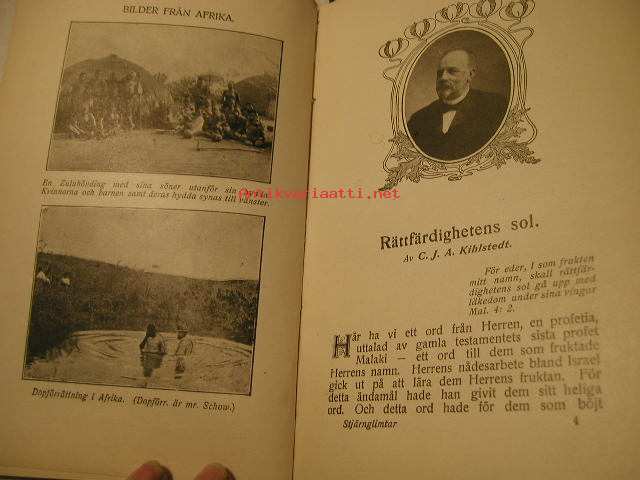 BILDER FRÅN AFRIKA.
En Zuluhöfding med sina söner utanför sin
Kvinnorna och barnen samt deras hydda synas till vänster.
Dopförrättning i Afrika. (Dopförr. är mr. Schow.)
antikvariaatti.net
Rättfärdighetens sol.
Av C. J. A. Kihlstedt.
För eder, I som frukten
mitt namn, skall rättfär-
dighetens sol gå upp med
läkedom under sina vingar
Mal. 4: 2.
Här ha vi ett ord från Herren, en profetia,
uttalad av gamla testamentets sista profet
Malaki — ett ord till dem som fruktade
Herrens namn. Herrens nådesarbete bland Israel
gick ut på att lära dem Herrens fruktan. För
detta ändamål hade han givit dem sitt heliga
ord. Och detta ord hade för dem som böjt
Stjärnglimtar
4